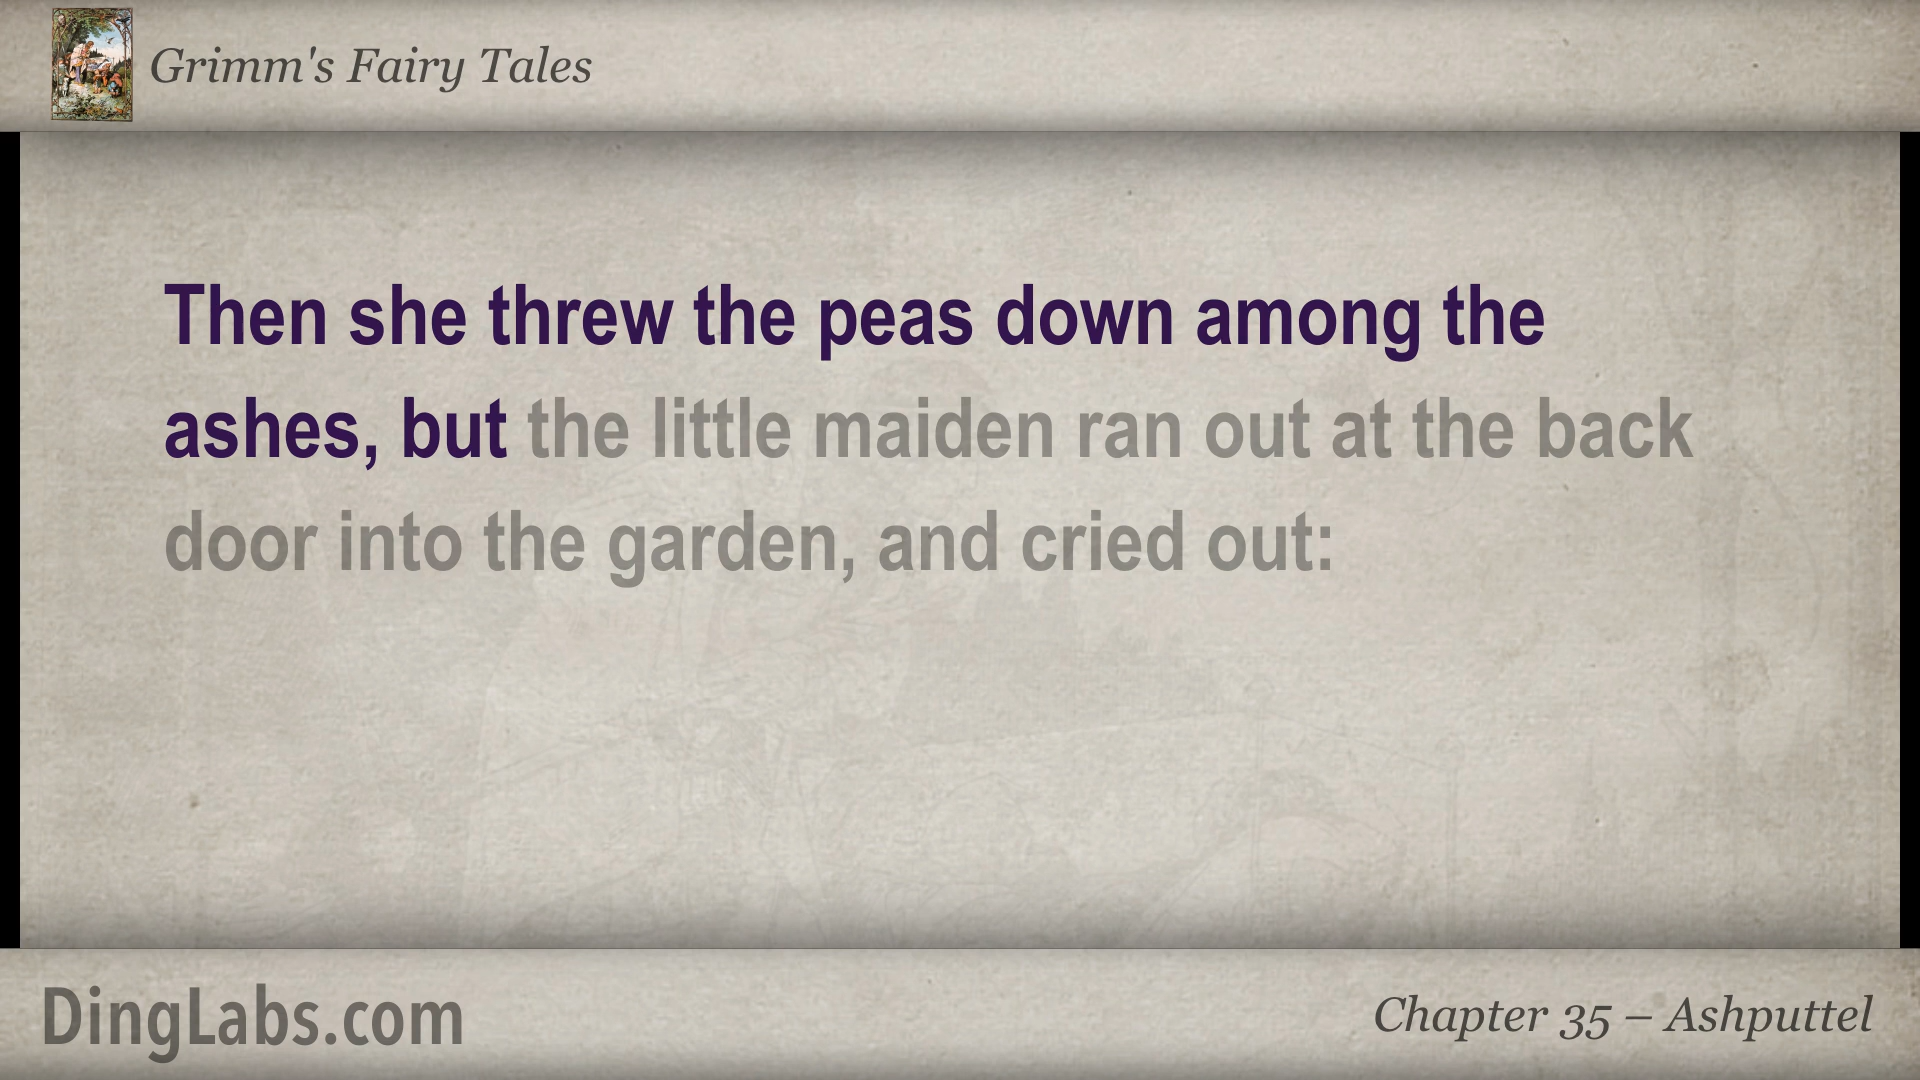 Grimm's Fairy Tales
Then she threw the peas down among the
ashes, but the little maiden ran out at the back
door into the garden, and cried out:
DingLabs.com
Chapter 35 – Ashputtel